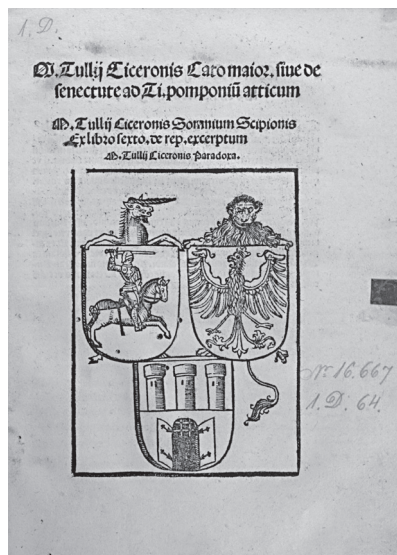 1. D.
M. Tullij Ciceronis Cato maior. siue de
senectute ad Ti. pomponiū atticum
M. Tullij Ciceronis Somnium Scipionis
Ex libro sexto. de rep. excerptum
M. Tullij Ciceronis Paradoxa.
No 16.667
1. D. 64.